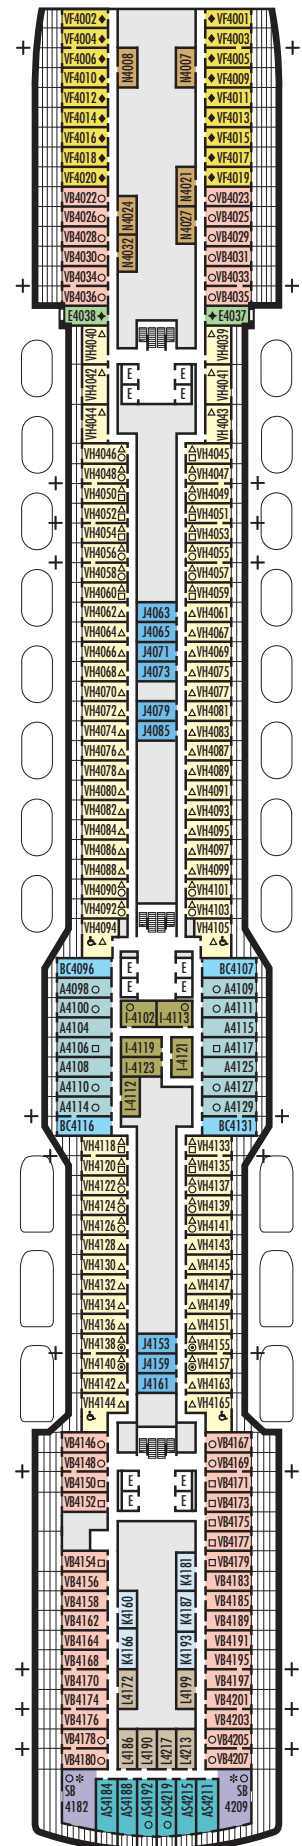 VF4002 VF4001
VF4004 N4008 N4007 VF4003
VF4006 VF4005
VF4010 VF4009
VF4012 VF4011
VF4014 VF4013
VF4016 VF4015
VF4018 VF4017
VF4020 N4021 VF4019
VB4022 N4024 VB4023
VB4026 N4027 VB4025
VB4028 N4032 VB4029
VB4030 VB4031
VB4034 VB4033
VB4036 VB4035
E4038 E4037
VH4040 VH4039
VH4042 E E VH4041
E E
VH4044 VH4043
VH4046 VH4045
VH4048 VH4047
VH4050 VH4049
VH4052 VH4051
VH4054 VH4053
VH4056 VH4055
VH4058 VH4057
VH4060 VH4059
VH4062 J4063 VH4061
VH4064 J4065 VH4067
VH4066 J4071 VH4069
VH4068 J4073 VH4075
VH4070 VH4077
VH4072 J4079 VH4081
VH4074 J4085 VH4083
VH4076 VH4087
VH4078 VH4089
VH4080 VH4091
VH4082 VH4093
VH4084 VH4095
VH4086 VH4097
VH4088 VH4099
VH4090 VH4101
VH4092 VH4103
VH4094 VH4105
BC4096 E E BC4107
A4098 E E A4109
A4100 I-4102 I-4113 A4111
A4104 A4115
A4106 I-4119 I-4121 A4117
A4108 I-4123 A4125
A4110 I-4112 A4127
A4114 A4129
BC4116 BC4131
VH4118 VH4133
VH4120 VH4135
VH4122 VH4137
VH4124 VH4139
VH4126 VH4141
VH4128 VH4143
VH4130 VH4145
VH4132 VH4147
VH4134 VH4149
VH4136 VH4151
VH4138 J4153 VH4155
VH4140 J4159 VH4157
VH4142 J4161 VH4163
VH4144 VH4165
VB4146 VB4167
VB4148 E E VB4169
VB4150 E E VB4171
VB4152 VB4173
VB4175
VB4177
VB4154 K4181 VB4179
VB4156 VB4183
VB4158 K4160 K4187 VB4185
VB4162 VB4189
VB4164 K4166 K4193 VB4191
VB4168 VB4195
VB4170 L4172 L4199 VB4197
VB4174 VB4201
VB4176 VB4203
VB4178 L4186 L4190 L4217 L4213 VB4205
VB4180 VB4207
SB SB
4182 AS4184 AS4188 AS4192 AS4219 AS4215 AS4211 4209